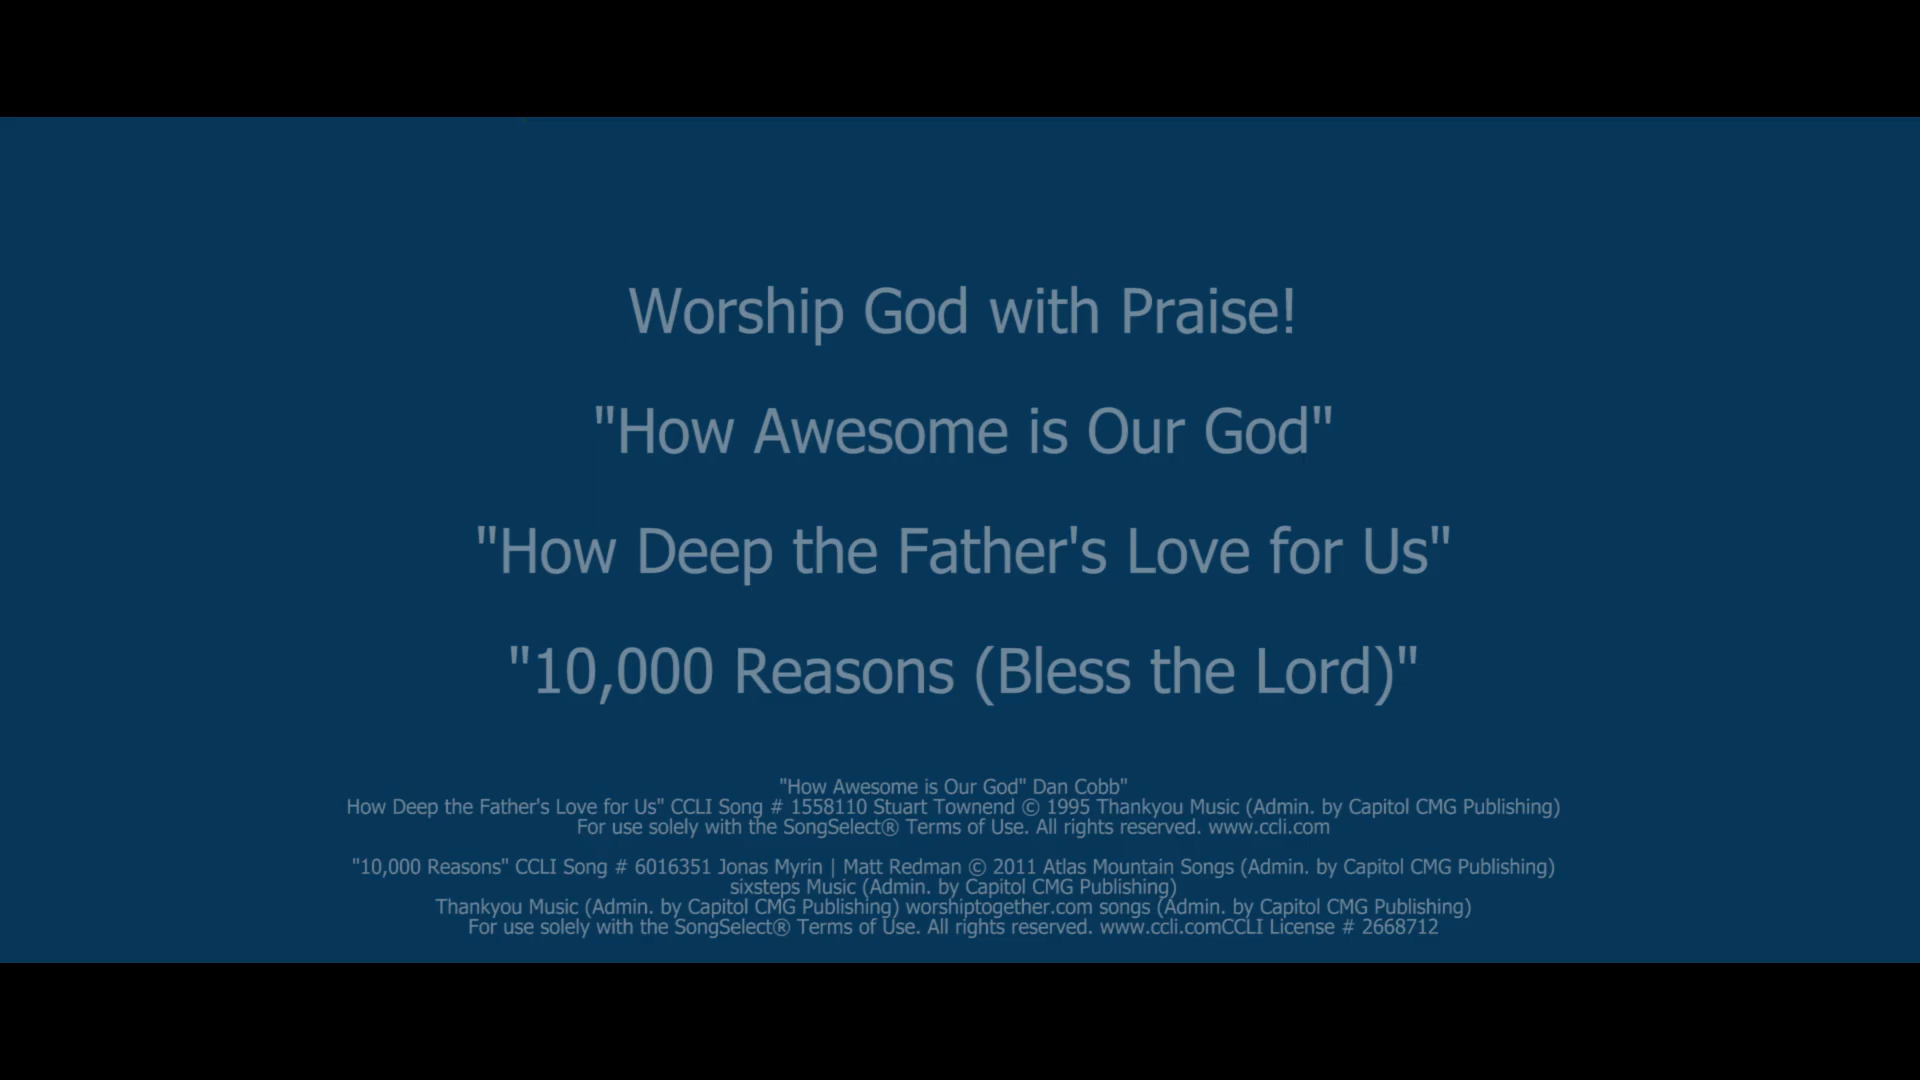 Worship God with Praise!
"How Awesome is Our God"
"How Deep the Father's Love for Us"
"10,000 Reasons (Bless the Lord)"
"How Awesome is Our God" Dan Cobb"
How Deep the Father's Love for Us" CCLI Song # 1558110 Stuart Townend © 1995 Thankyou Music (Admin. by Capitol CMG Publishing)
For use solely with the SongSelect® Terms of Use. All rights reserved. www.ccli.com
"10,000 Reasons" CCLI Song # 6016351 Jonas Myrin | Matt Redman © 2011 Atlas Mountain Songs (Admin. by Capitol CMG Publishing)
sixsteps Music (Admin. by Capitol CMG Publishing)
Thankyou Music (Admin. by Capitol CMG Publishing) worshiptogether.com songs (Admin. by Capitol CMG Publishing)
For use solely with the SongSelect® Terms of Use. All rights reserved. www.ccli.comCCLI License # 2668712